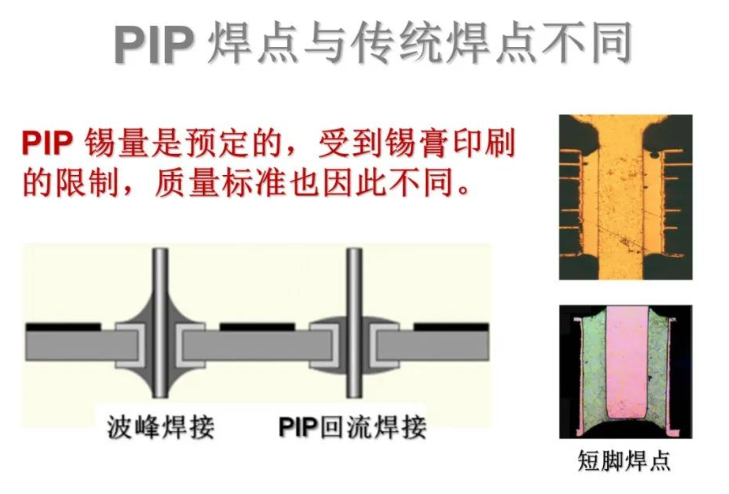 PIP 焊点与传统焊点不同
PIP 锡量是预定的，受到锡膏印刷
的限制，质量标准也因此不同。
波峰焊接
PIP回流焊接
短脚焊点